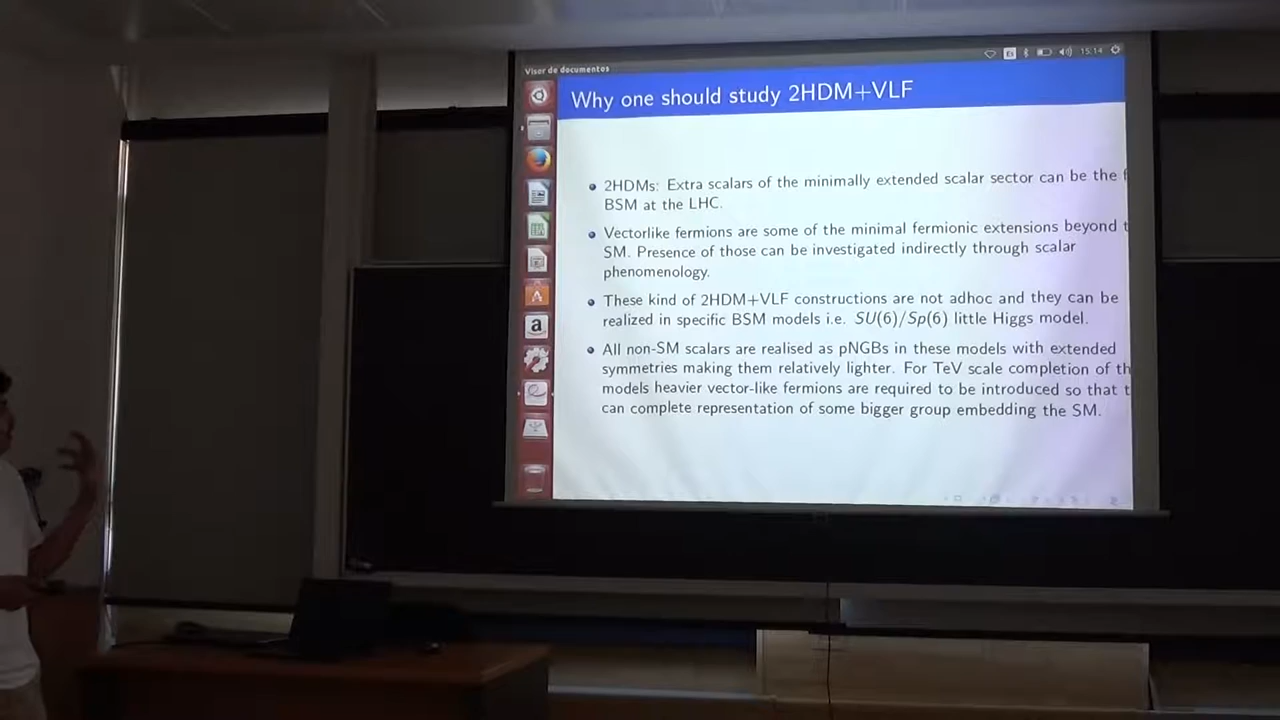 Visor de documentos
15:14
Why one should study 2HDM+VLF
2HDMs: Extra scalars of the minimally extended scalar sector can be the
BSM at the LHC.
Vectorlike fermions are some of the minimal fermionic extensions beyond
SM. Presence of those can be investigated indirectly through scalar
phenomenology.
These kind of 2HDM+VLF constructions are not adhoc and they can be
realized in specific BSM models i.e. SU(6)/Sp(6) little Higgs model.
All non-SM scalars are realised as pNGBs in these models with extended
symmetries making them relatively lighter. For TeV scale completion of
models heavier vector-like fermions are required to be introduced so that
can complete representation of some bigger group embedding the SM.